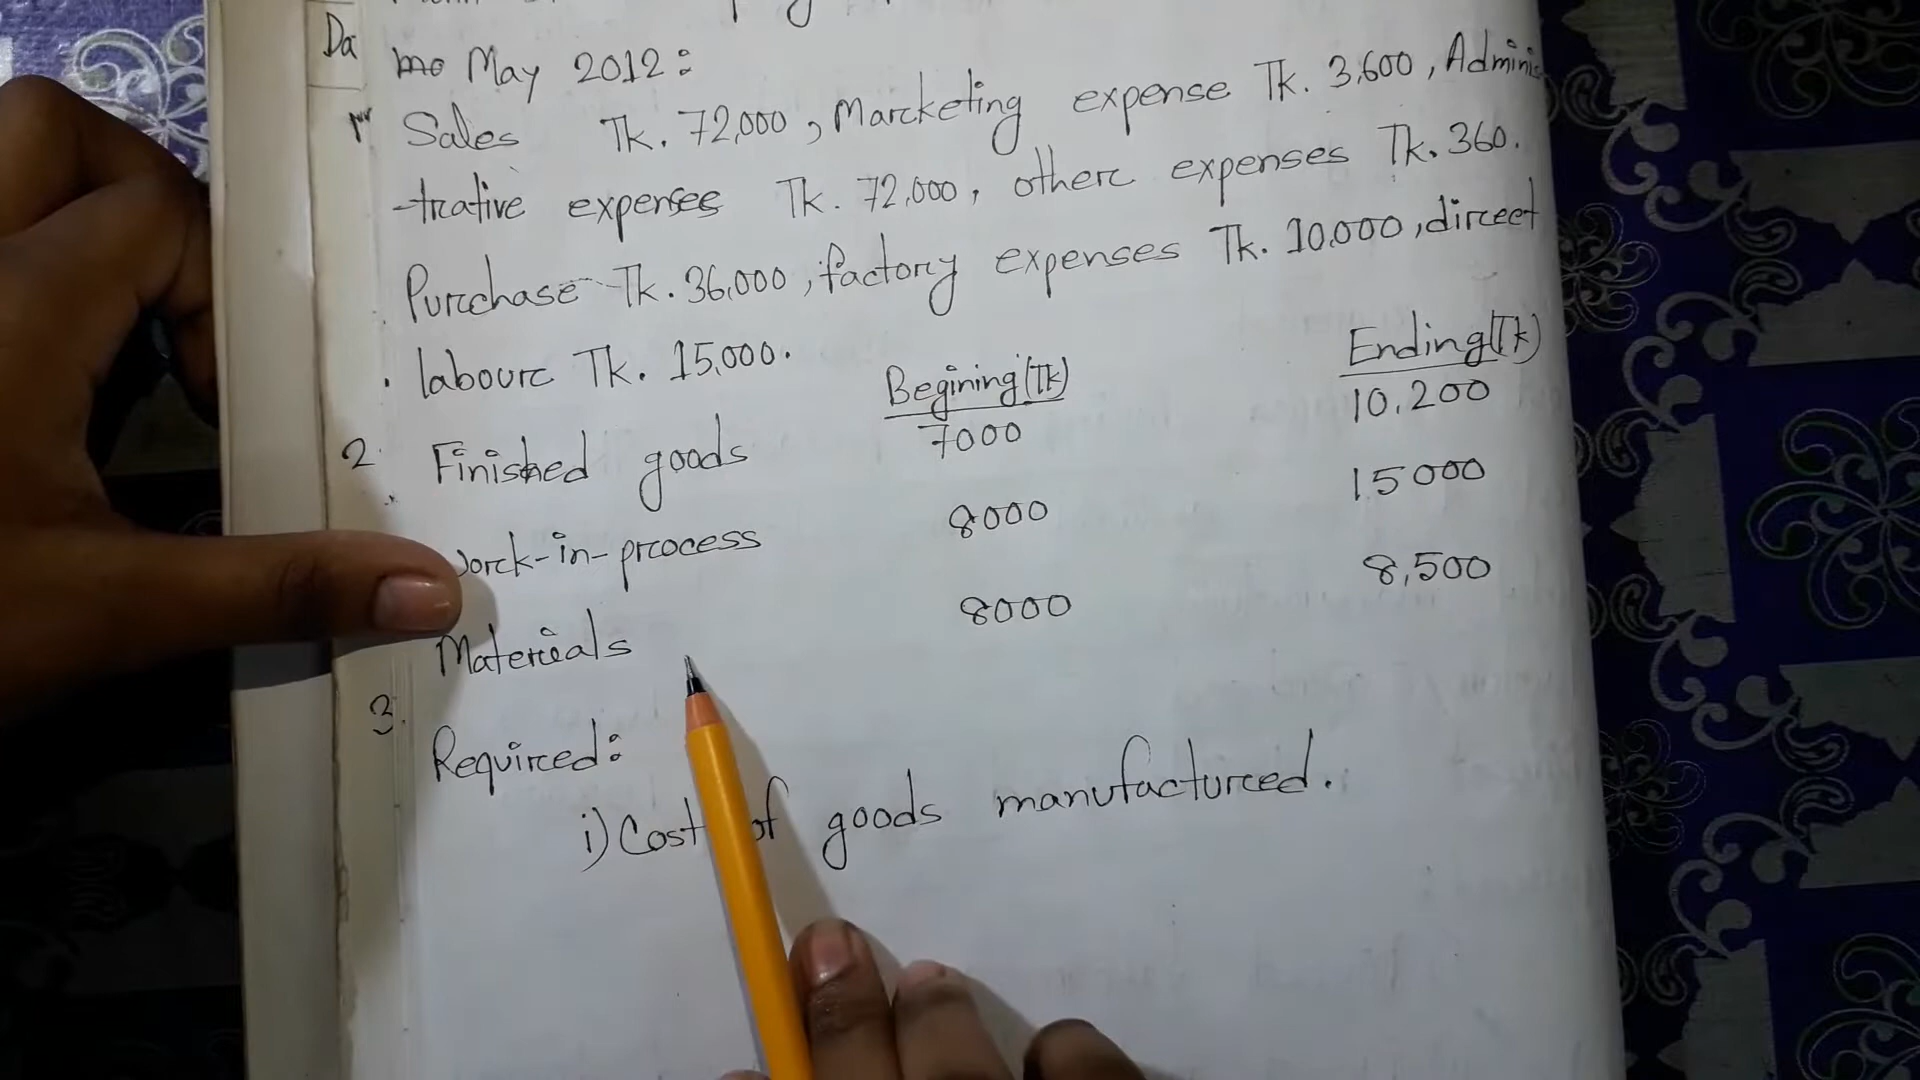 Da
mo May 2012:
Sales Tk. 72,000, Marketing expense Tk. 3,600, Adminis
-trative expenses Tk. 72,000, other expenses Tk. 360.
Purchase Tk. 36,000, factory expenses Tk. 10,000, direct
labour Tk. 15,000.
Begining(Tk) Ending(Tk)
2. Finished goods 7000 10,200
ork-in-process 8000 15000
Materials 8000 8,500
3.
Required:
i) Cost of goods manufactured.